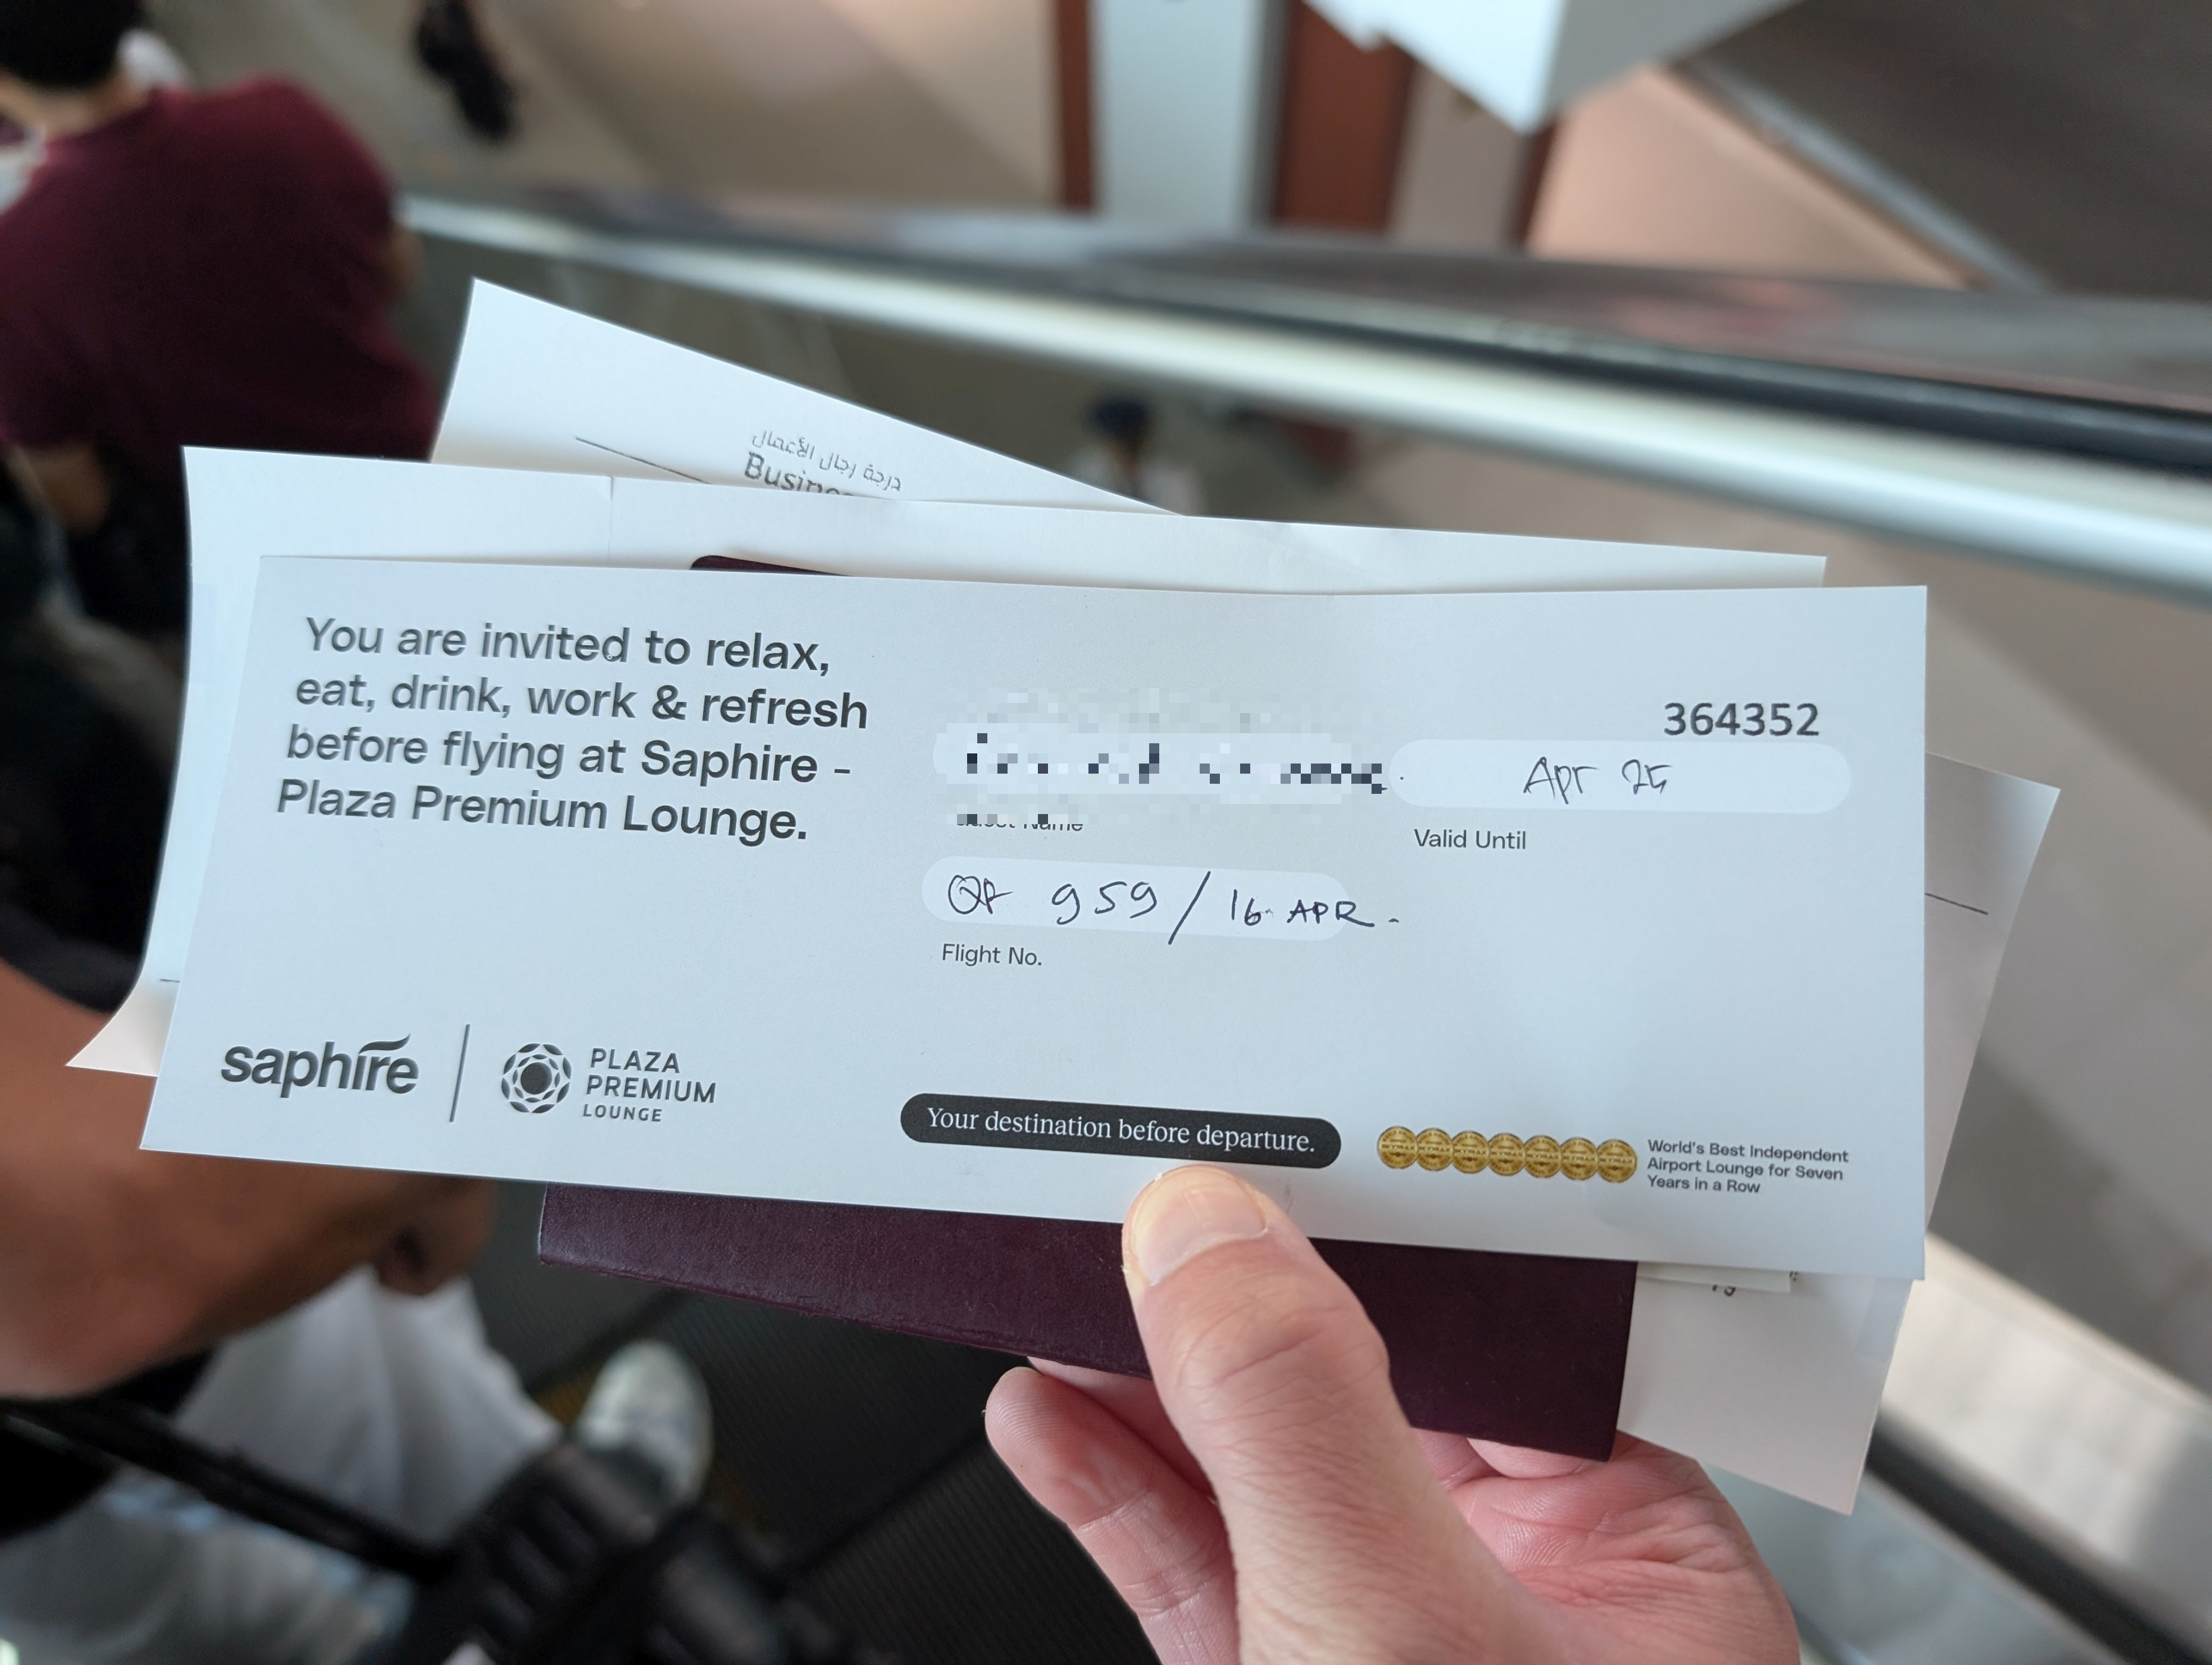 درجة رجال الأعمال
Business
You are invited to relax,
eat, drink, work & refresh
before flying at Saphire -
Plaza Premium Lounge.
364352
Apr 25
Valid Until
QR 959 / 16 APR -
Flight No.
saphire
PLAZA
PREMIUM
LOUNGE
Your destination before departure.
World's Best Independent
Airport Lounge for Seven
Years in a Row